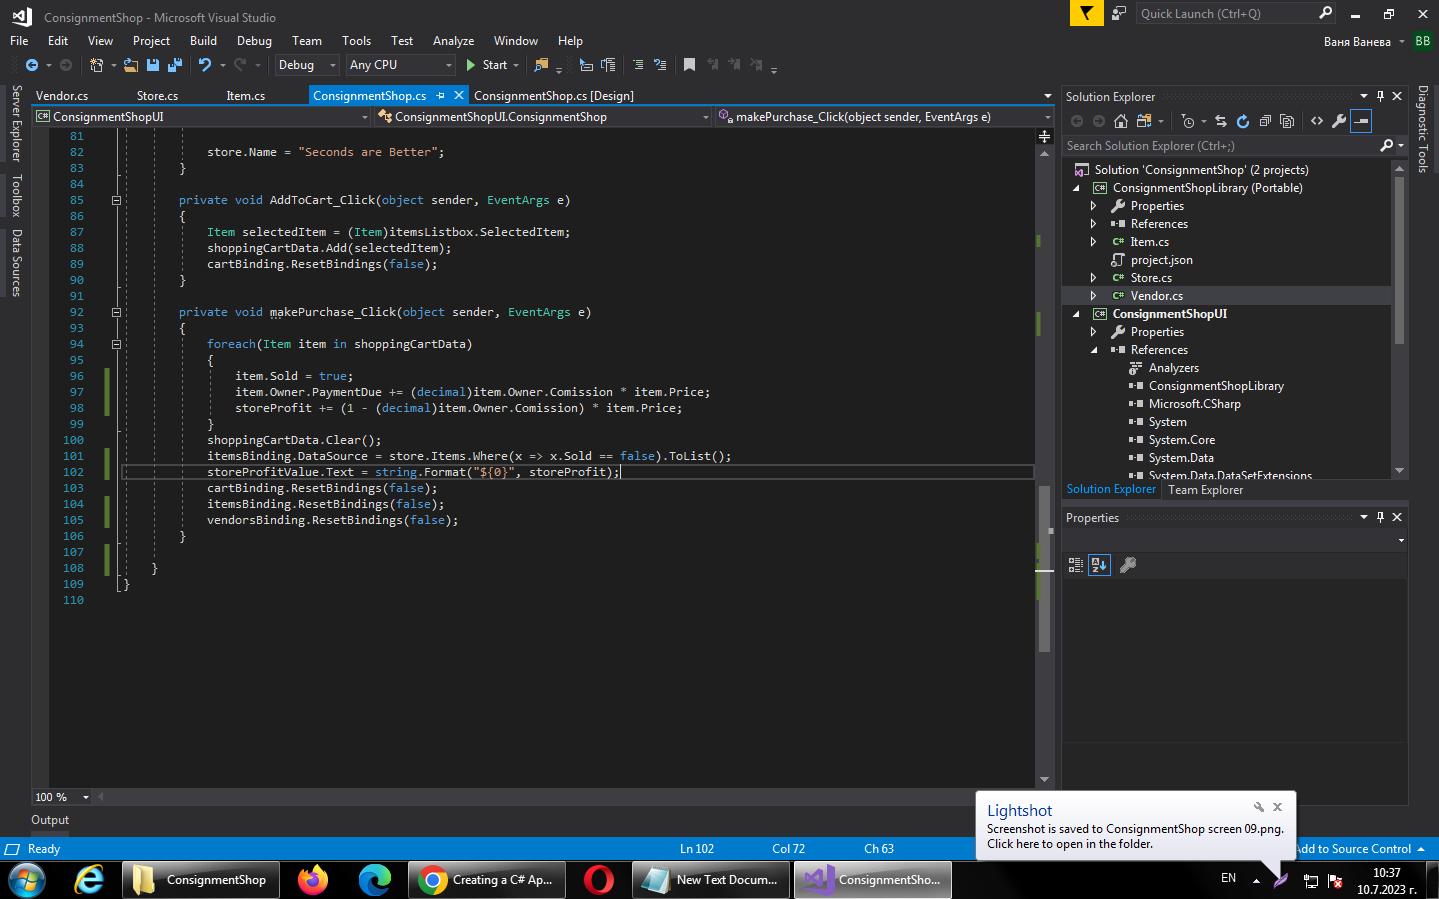 ConsignmentShop - Microsoft Visual Studio
Quick Launch (Ctrl+Q)
File Edit View Project Build Debug Team Tools Test Analyze Window Help
Ваня Ванева BB
Debug Any CPU Start
Server Explorer
Toolbox
Data Sources
Vendor.cs Store.cs Item.cs ConsignmentShop.cs ConsignmentShop.cs [Design]
ConsignmentShopUI ConsignmentShopUI.ConsignmentShop makePurchase_Click(object sender, EventArgs e)
81
82 store.Name = "Seconds are Better";
83 }
84
85 private void AddToCart_Click(object sender, EventArgs e)
86 {
87 Item selectedItem = (Item)itemsListbox.SelectedItem;
88 shoppingCartData.Add(selectedItem);
89 cartBinding.ResetBindings(false);
90 }
91
92 private void makePurchase_Click(object sender, EventArgs e)
93 {
94 foreach(Item item in shoppingCartData)
95 {
96 item.Sold = true;
97 item.Owner.PaymentDue += (decimal)item.Owner.Comission * item.Price;
98 storeProfit += (1 - (decimal)item.Owner.Comission) * item.Price;
99 }
100 shoppingCartData.Clear();
101 itemsBinding.DataSource = store.Items.Where(x => x.Sold == false).ToList();
102 storeProfitValue.Text = string.Format("${0}", storeProfit);
103 cartBinding.ResetBindings(false);
104 itemsBinding.ResetBindings(false);
105 vendorsBinding.ResetBindings(false);
106 }
107
108 }
109 }
110
100 %
Output
Solution Explorer
Search Solution Explorer (Ctrl+;)
Solution 'ConsignmentShop' (2 projects)
C# ConsignmentShopLibrary (Portable)
Properties
References
C# Item.cs
project.json
C# Store.cs
C# Vendor.cs
C# ConsignmentShopUI
Properties
References
Analyzers
ConsignmentShopLibrary
Microsoft.CSharp
System
System.Core
System.Data
System.Data.DataSetExtensions
Solution Explorer Team Explorer
Properties
Diagnostic Tools
Lightshot
Screenshot is saved to ConsignmentShop screen 09.png.
Click here to open in the folder.
Ready Ln 102 Col 72 Ch 63 Add to Source Control
ConsignmentShop Creating a C# Ap... New Text Docum... ConsignmentSho...
EN
10:37
10.7.2023 г.